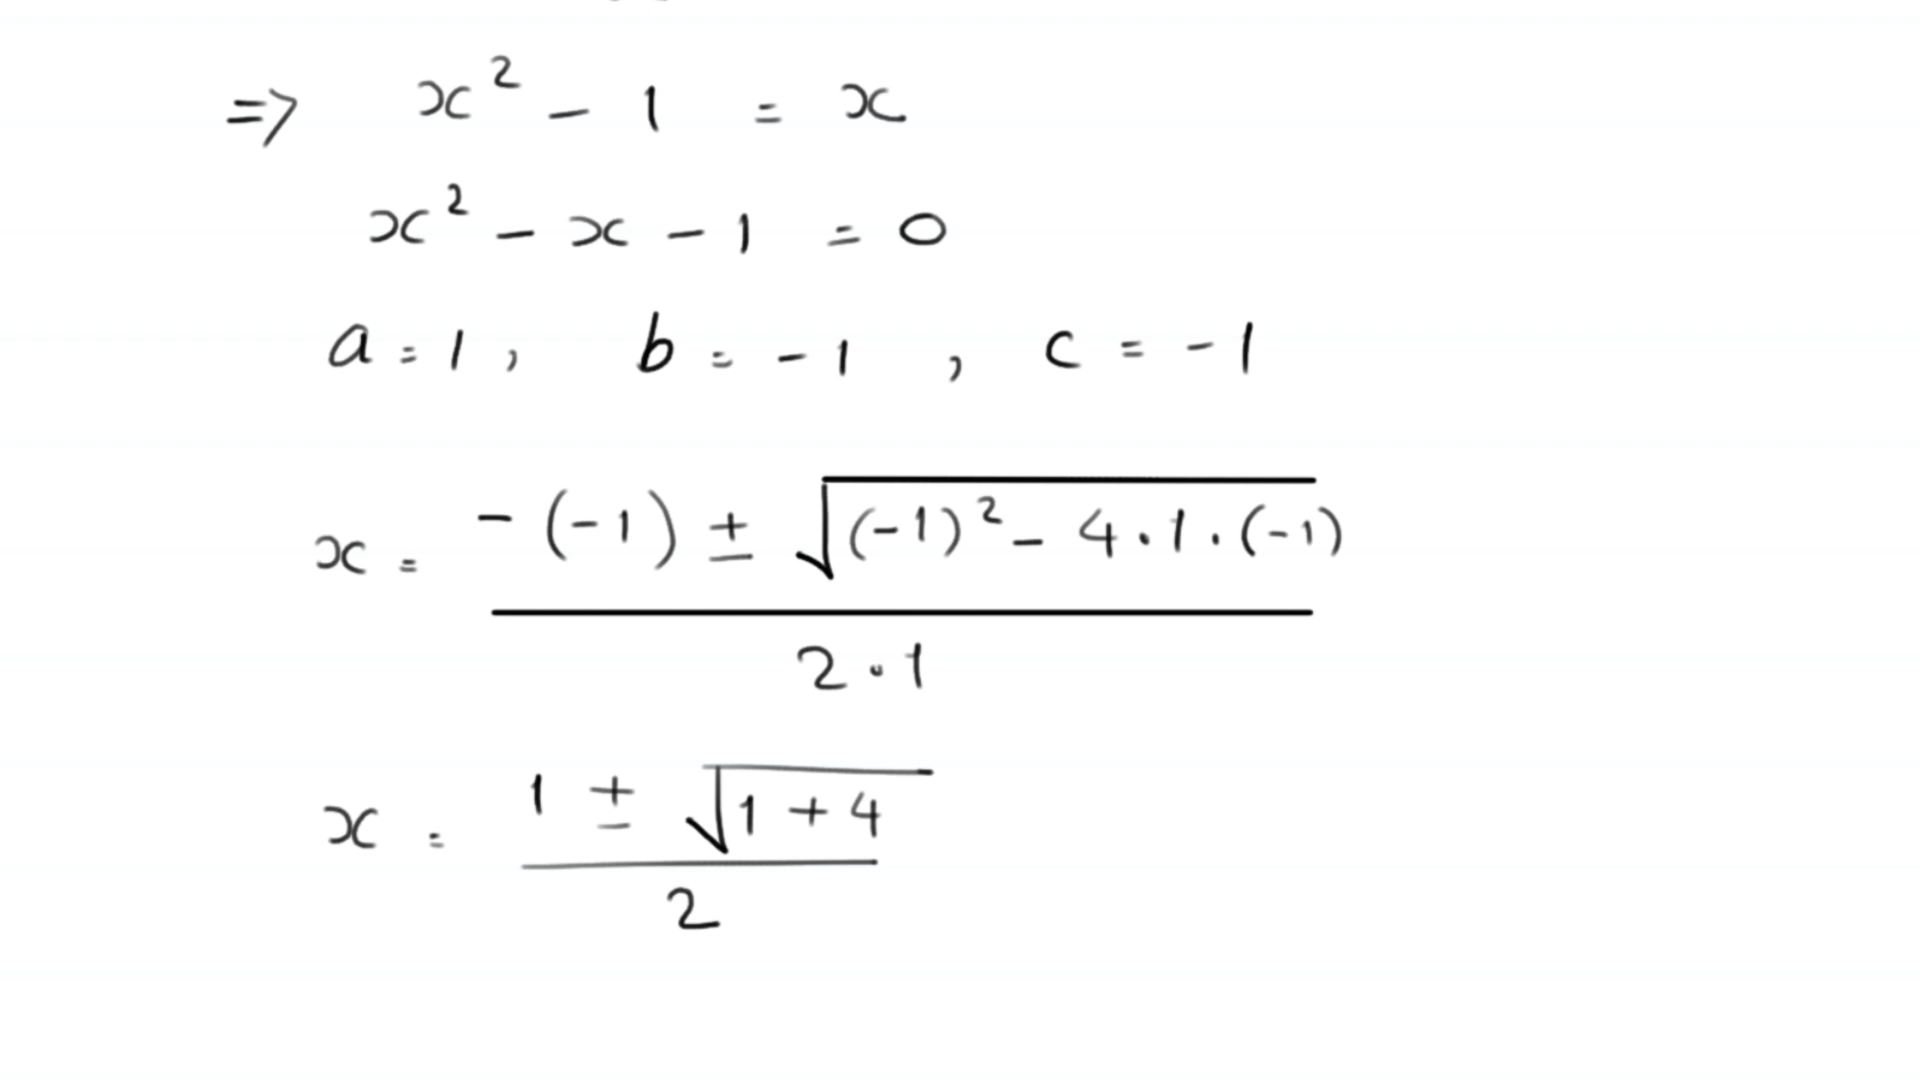 => x² - 1 = x
x² - x - 1 = 0
a = 1 , b = - 1 , c = - 1
x = (- (-1) ± √((-1)² - 4 · 1 · (-1))) / (2 · 1)
x = (1 ± √(1 + 4)) / 2